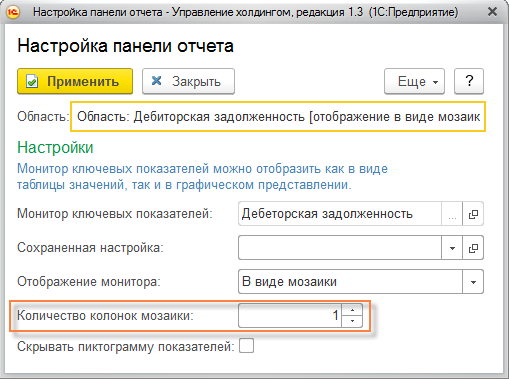 Настройка панели отчета - Управление холдингом, редакция 1.3 (1С:Предприятие)
Настройка панели отчета
Применить
Закрыть
Еще
?
Область: Область: Дебиторская задолженность [отображение в виде мозаик
Настройки
Монитор ключевых показателей можно отобразить как в виде
таблицы значений, так и в графическом представлении.
Монитор ключевых показателей: Дебеторская задолженность ...
Сохраненная настройка:
Отображение монитора: В виде мозаики
Количество колонок мозаики: 1
Скрывать пиктограмму показателей: